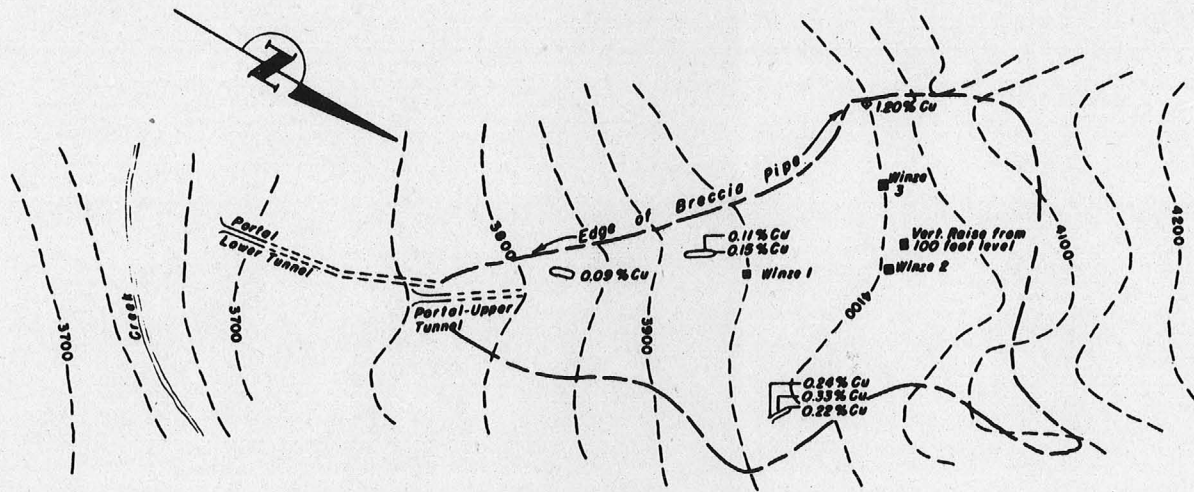 N
1.20% Cu
Winze
3
Edge of Breccia Pipe
Portal
Lower Tunnel
3800
0.11% Cu
0.15% Cu
Vert. Raise from
100 foot level
4100
4200
0.09% Cu
Winze 1
Winze 2
Creek
3700
3700
Portal-Upper
Tunnel
3900
4100
0.24% Cu
0.33% Cu
0.22% Cu